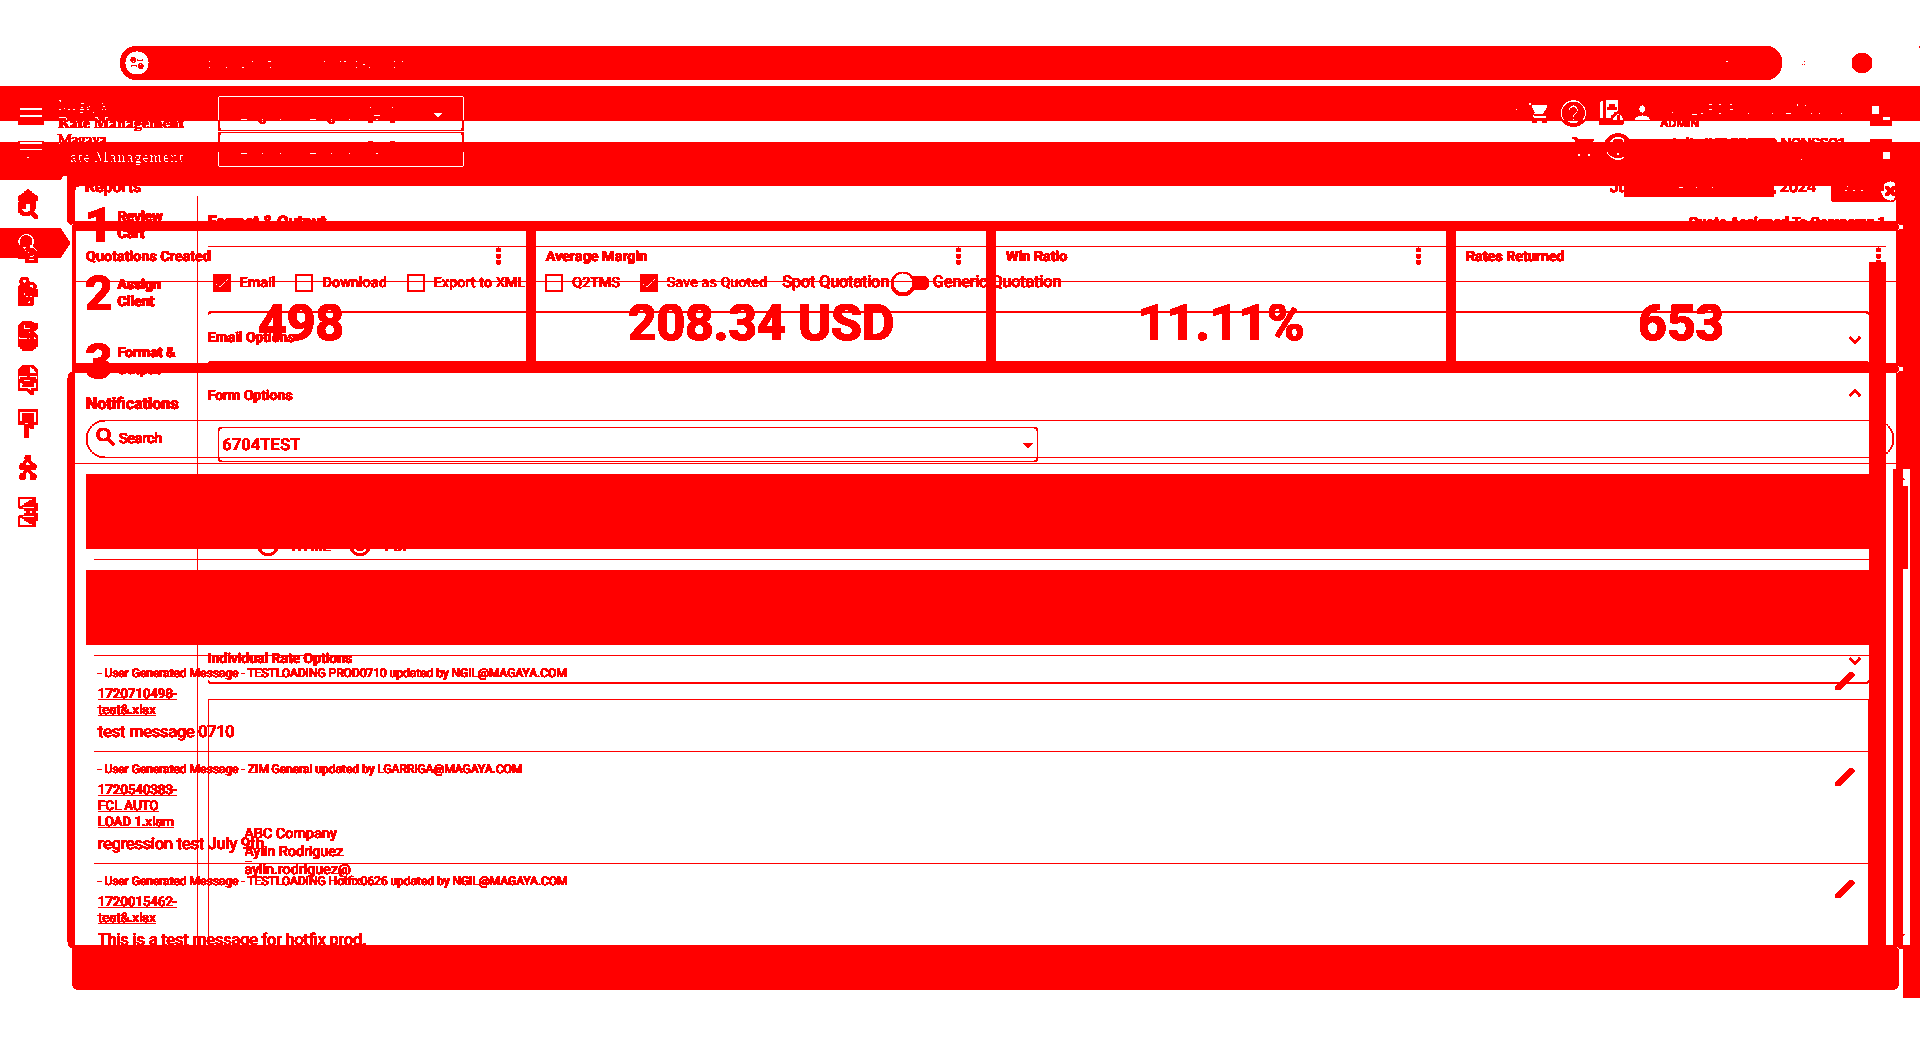 Rate Management
Magaya
Rate Management
ADMIN
Reports
2024
1 Review
Cart
Format & Output
Quote Assigned To Company 1
Quotations Created
Average Margin
Win Ratio
Rates Returned
2 Assign
Client
Email
Download
Export to XML
Q2TMS
Save as Quoted
Spot Quotation
Generic Quotation
498
208.34 USD
11.11%
653
Email Options
3 Format &
Output
Form Options
Notifications
Search
6704TEST
Individual Rate Options
- User Generated Message - TESTLOADING PROD0710 updated by NGIL@MAGAYA.COM
1720710498-
test8.xlsx
test message 0710
- User Generated Message - ZIM General updated by LGARRIGA@MAGAYA.COM
1720540383-
FCL AUTO
LOAD 1.xlsm
regression test July 9th
ABC Company
Aylin Rodriguez
aylin.rodriguez@
- User Generated Message - TESTLOADING Hotfix0626 updated by NGIL@MAGAYA.COM
1720015462-
test8.xlsx
This is a test message for hotfix prod.